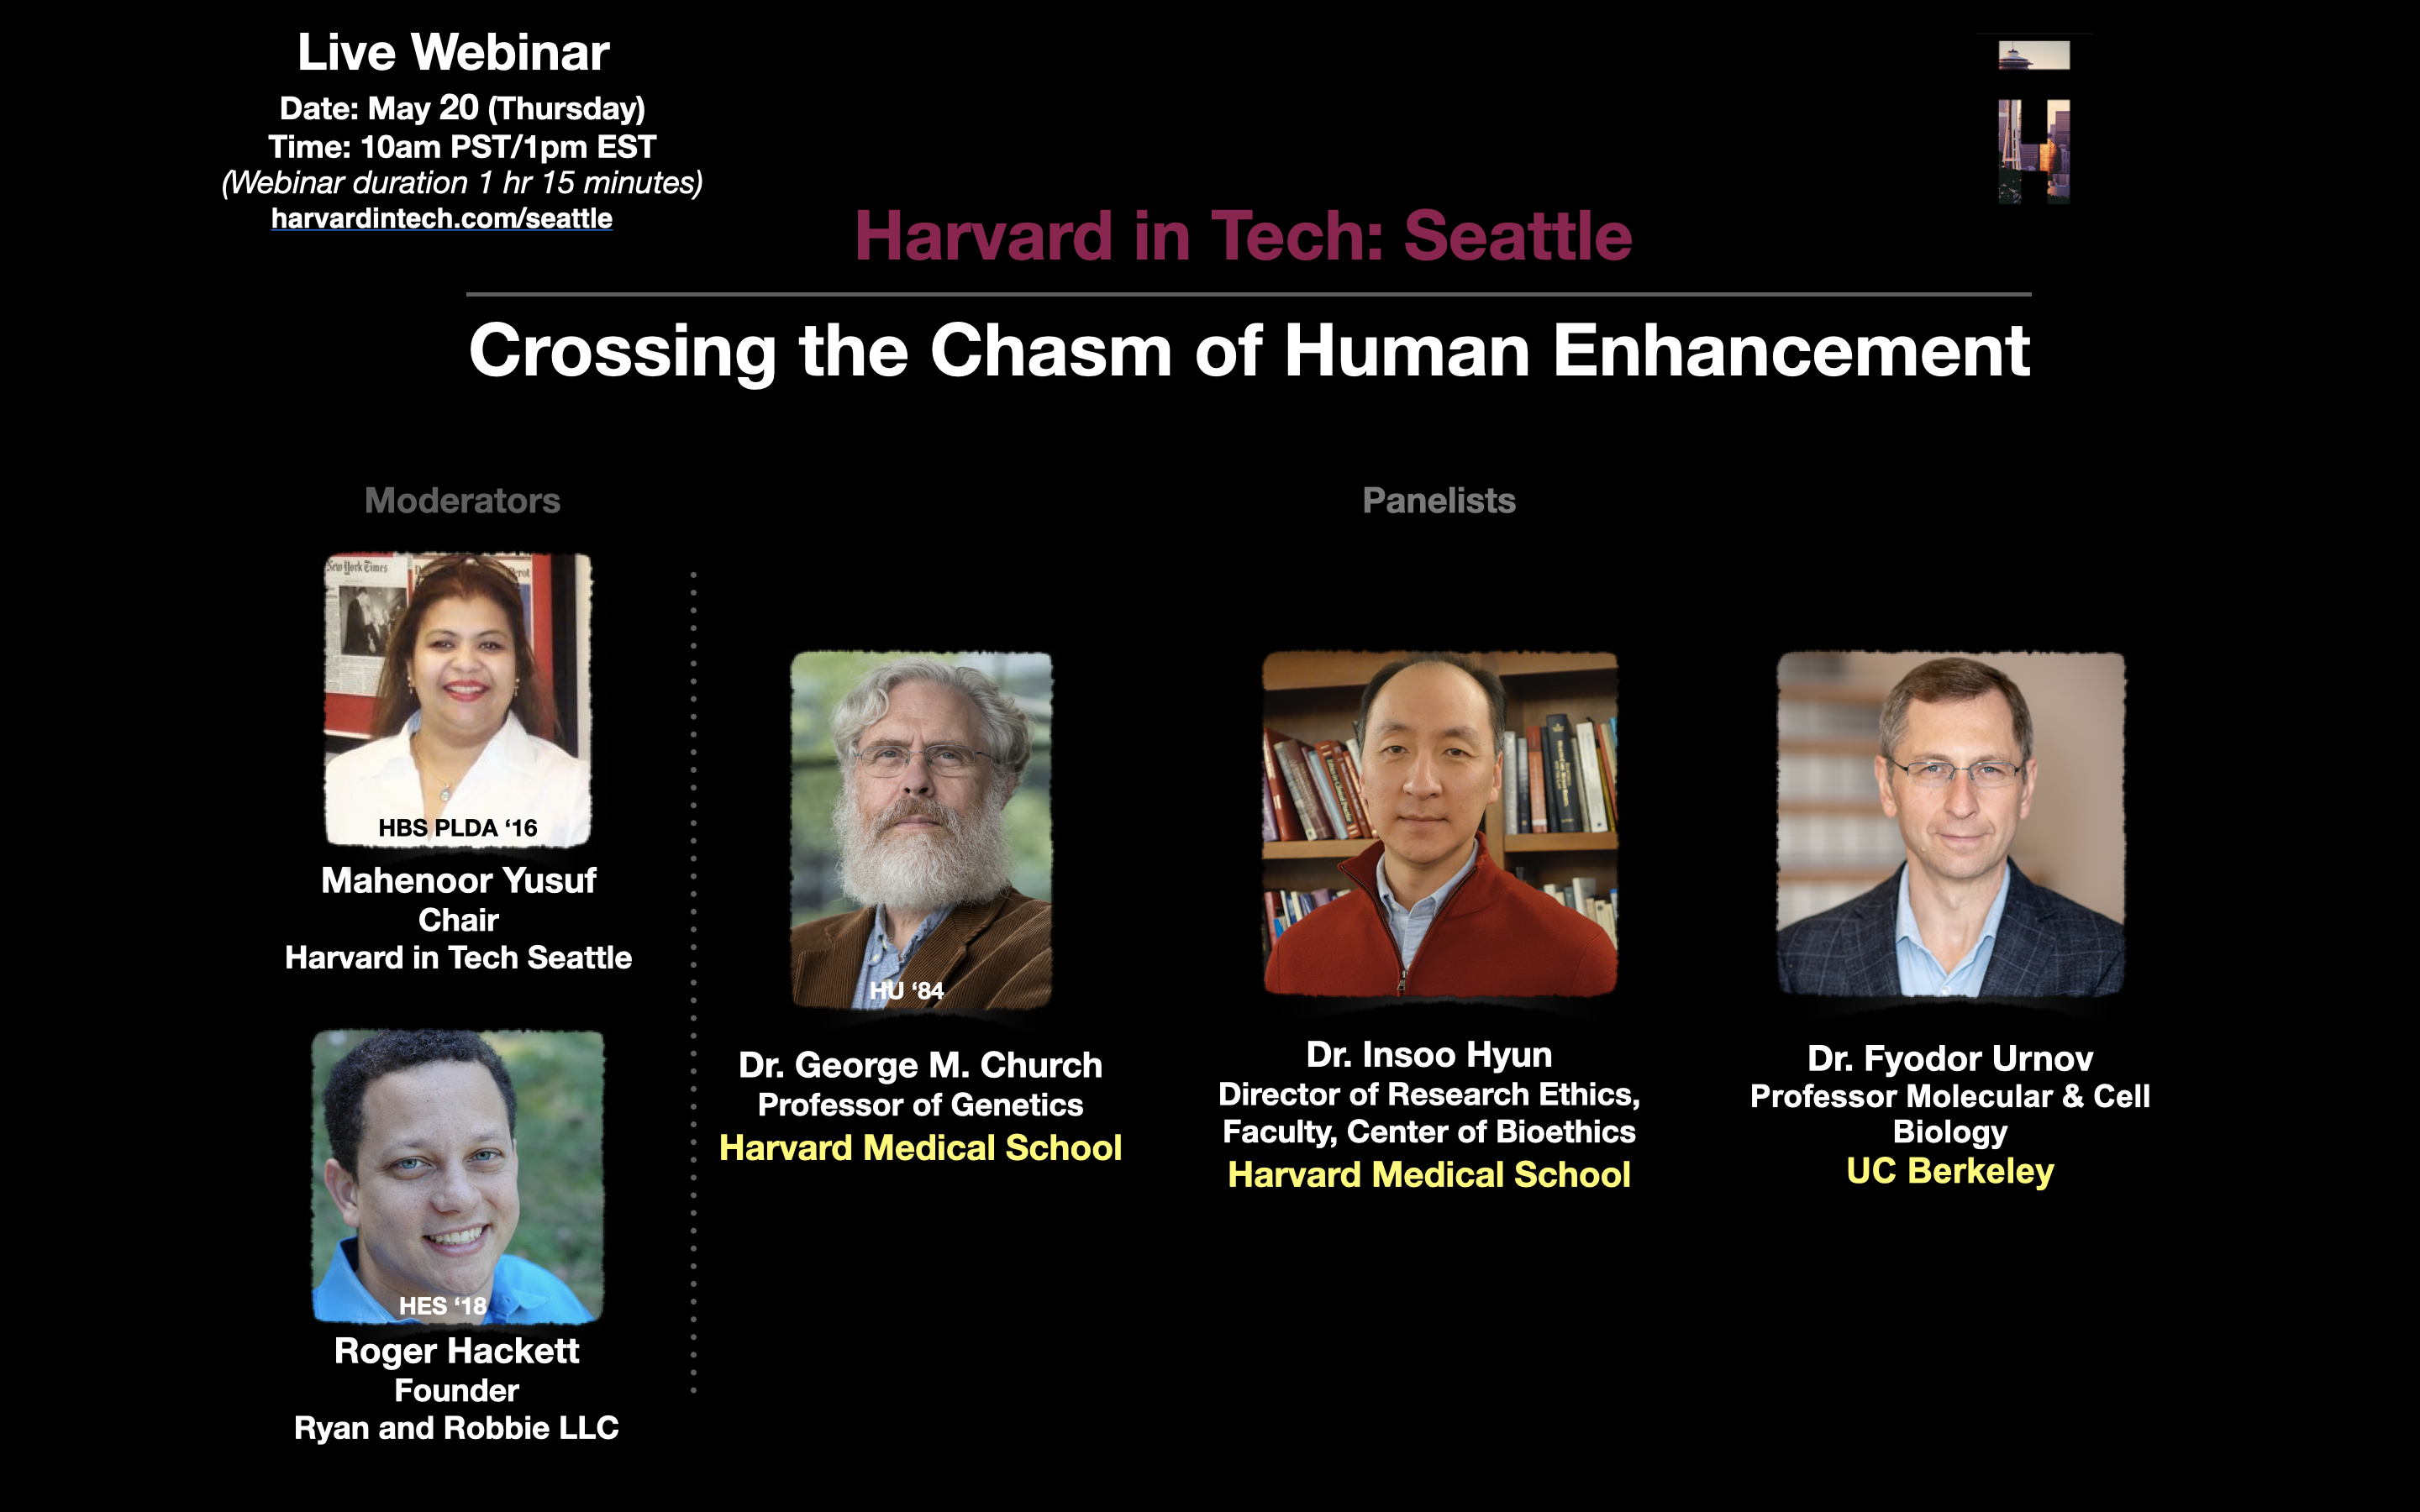 Live Webinar
Date: May 20 (Thursday)
Time: 10am PST/1pm EST
(Webinar duration 1 hr 15 minutes)
harvardintech.com/seattle
Harvard in Tech: Seattle
Crossing the Chasm of Human Enhancement
Moderators
New York Times
HBS PLDA ‘16
Mahenoor Yusuf
Chair
Harvard in Tech Seattle
HES ‘18
Roger Hackett
Founder
Ryan and Robbie LLC
Panelists
HU ‘84
Dr. George M. Church
Professor of Genetics
Harvard Medical School
Dr. Insoo Hyun
Director of Research Ethics,
Faculty, Center of Bioethics
Harvard Medical School
Dr. Fyodor Urnov
Professor Molecular & Cell
Biology
UC Berkeley